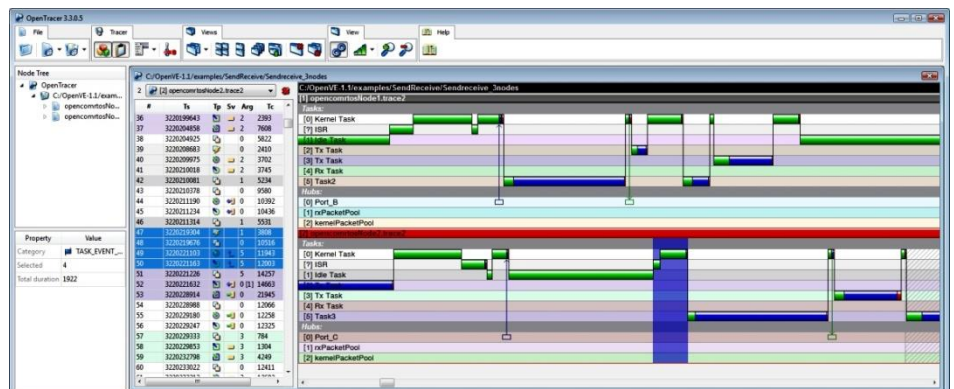 OpenTracer 3.3.0.5
File Tracer Views View Help
Node Tree
OpenTracer
C:/OpenVE-1.1/exam...
opencomrtosNo...
opencomrtosNo...
Property Value
Category TASK_EVENT_...
Selected 4
Total duration 1922
C:/OpenVE-1.1/examples/SendReceive/Sendreceive_3nodes
2 [2] opencomrtosNode2.trace2
# Ts Tp Sv Arg Tc
36 3220199643 2 2393
37 3220204858 2 7608
38 3220204925 0 5822
39 3220208683 0 2410
40 3220209975 2 3702
41 3220210018 2 3745
42 3220210081 1 5234
43 3220210378 0 9580
44 3220211190 0 10392
45 3220211234 0 10436
46 3220211314 1 5531
47 3220219304 1 3808
48 3220219676 0 10516
49 3220221103 5 11943
50 3220221163 5 12003
51 3220221226 5 14257
52 3220221632 0 [1] 14663
53 3220228914 0 21945
54 3220228988 0 12066
55 3220229180 0 12258
56 3220229247 0 12325
57 3220229333 3 784
58 3220229853 3 1304
59 3220232798 3 4249
60 3220233022 0 12411
C:/OpenVE-1.1/examples/SendReceive/Sendreceive_3nodes
[1] opencomrtosNode1.trace2
Tasks:
[0] Kernel Task
[?] ISR
[1] Idle Task
[2] Tx Task
[3] Tx Task
[4] Rx Task
[5] Task2
Hubs:
[0] Port_B
[1] rxPacketPool
[2] kernelPacketPool
[2] opencomrtosNode2.trace2
Tasks:
[0] Kernel Task
[?] ISR
[1] Idle Task
[3] Tx Task
[4] Rx Task
[5] Task3
Hubs:
[0] Port_C
[1] rxPacketPool
[2] kernelPacketPool